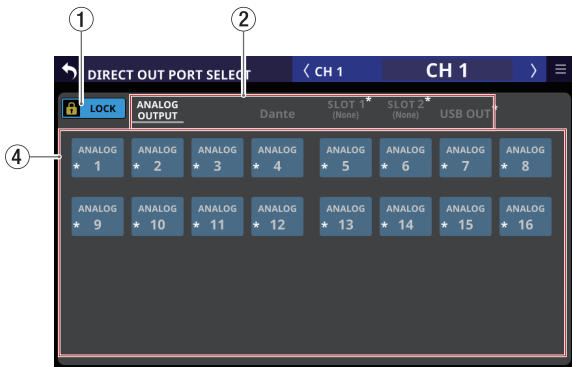 ① ②
DIRECT OUT PORT SELECT 〈 CH 1 CH 1 〉
LOCK
ANALOG OUTPUT
Dante
SLOT 1* (None)
SLOT 2* (None)
USB OUT*
④
ANALOG * 1
ANALOG * 2
ANALOG * 3
ANALOG * 4
ANALOG * 5
ANALOG * 6
ANALOG * 7
ANALOG * 8
ANALOG * 9
ANALOG * 10
ANALOG * 11
ANALOG * 12
ANALOG * 13
ANALOG * 14
ANALOG * 15
ANALOG * 16